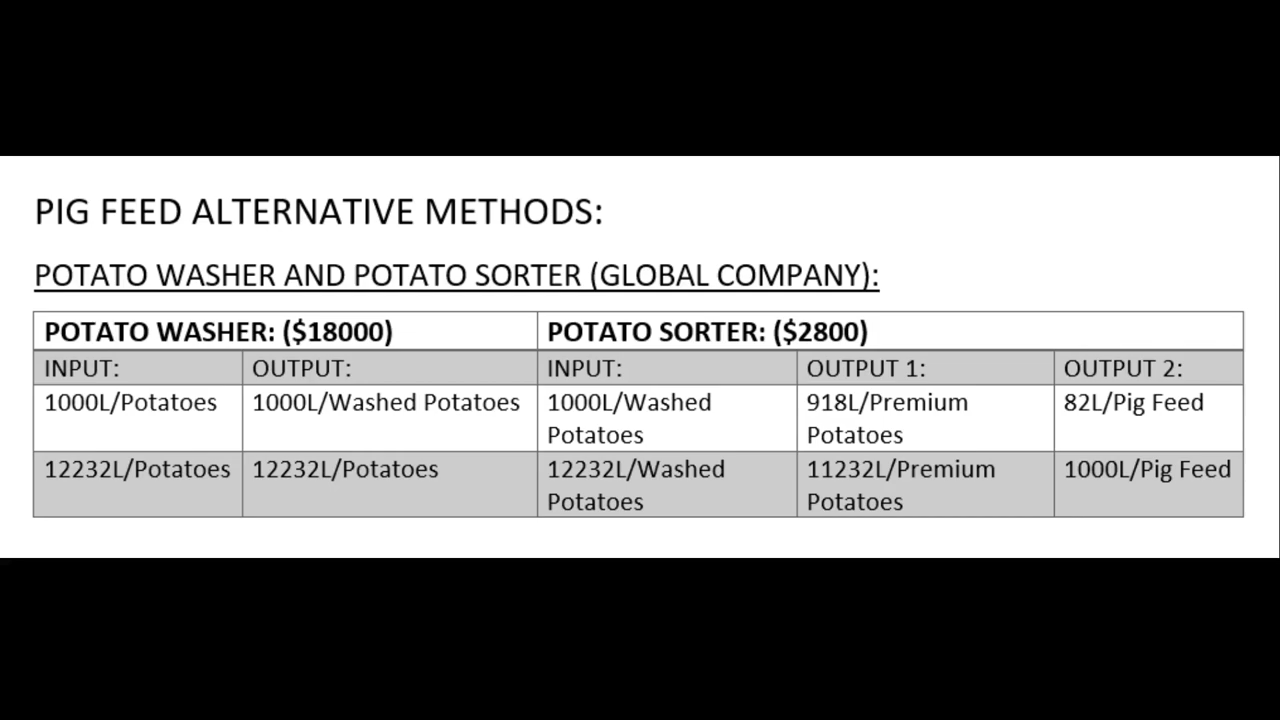 PIG FEED ALTERNATIVE METHODS:
POTATO WASHER AND POTATO SORTER (GLOBAL COMPANY):
POTATO WASHER: ($18000) POTATO SORTER: ($2800)
INPUT: OUTPUT: INPUT: OUTPUT 1: OUTPUT 2:
1000L/Potatoes 1000L/Washed Potatoes 1000L/Washed 918L/Premium 82L/Pig Feed
Potatoes Potatoes
12232L/Potatoes 12232L/Potatoes 12232L/Washed 11232L/Premium 1000L/Pig Feed
Potatoes Potatoes